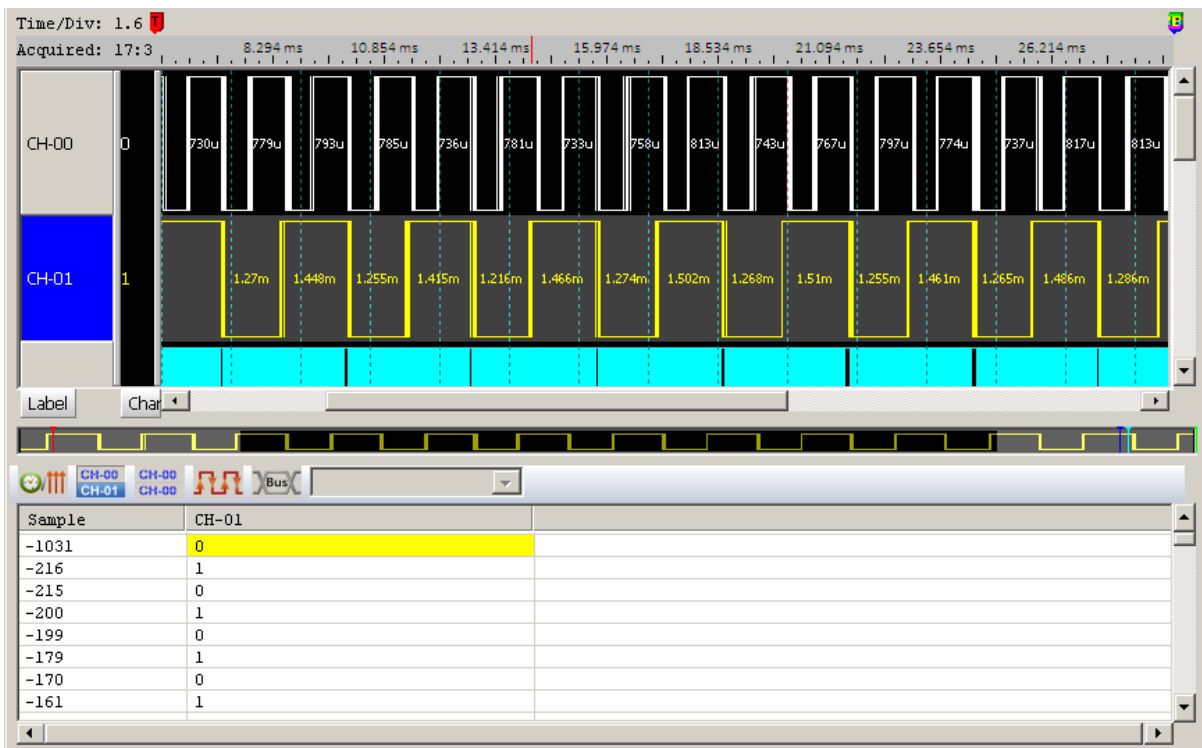 Time/Div: 1.6 T
Acquired: 17:3 8.294 ms 10.854 ms 13.414 ms 15.974 ms 18.534 ms 21.094 ms 23.654 ms 26.214 ms
CH-00 0 730u 779u 793u 785u 736u 781u 733u 758u 813u 743u 767u 797u 774u 737u 817u 813u
CH-01 1 1.27m 1.448m 1.255m 1.415m 1.216m 1.466m 1.274m 1.502m 1.268m 1.51m 1.255m 1.461m 1.265m 1.486m 1.286m
Label Char
CH-00 CH-00
CH-01 CH-00 Bus
Sample CH-01
-1031 0
-216 1
-215 0
-200 1
-199 0
-179 1
-170 0
-161 1